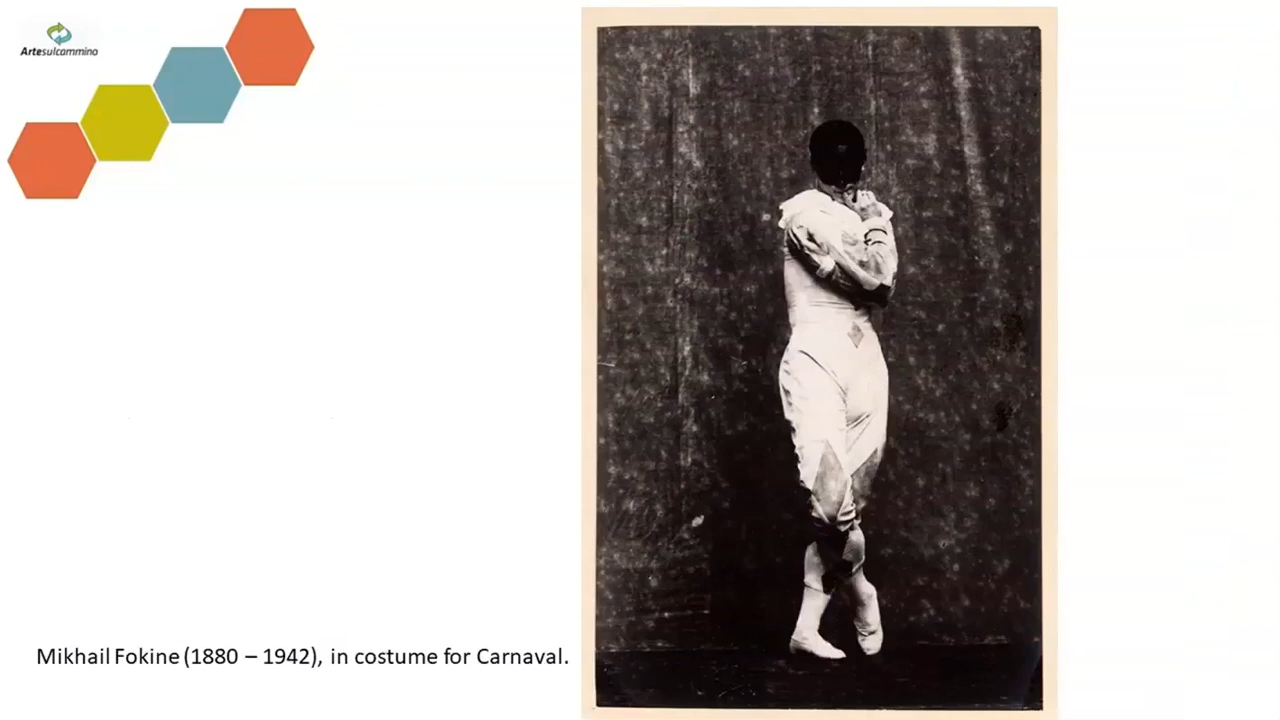 Artesulcammino
Mikhail Fokine (1880 – 1942), in costume for Carnaval.